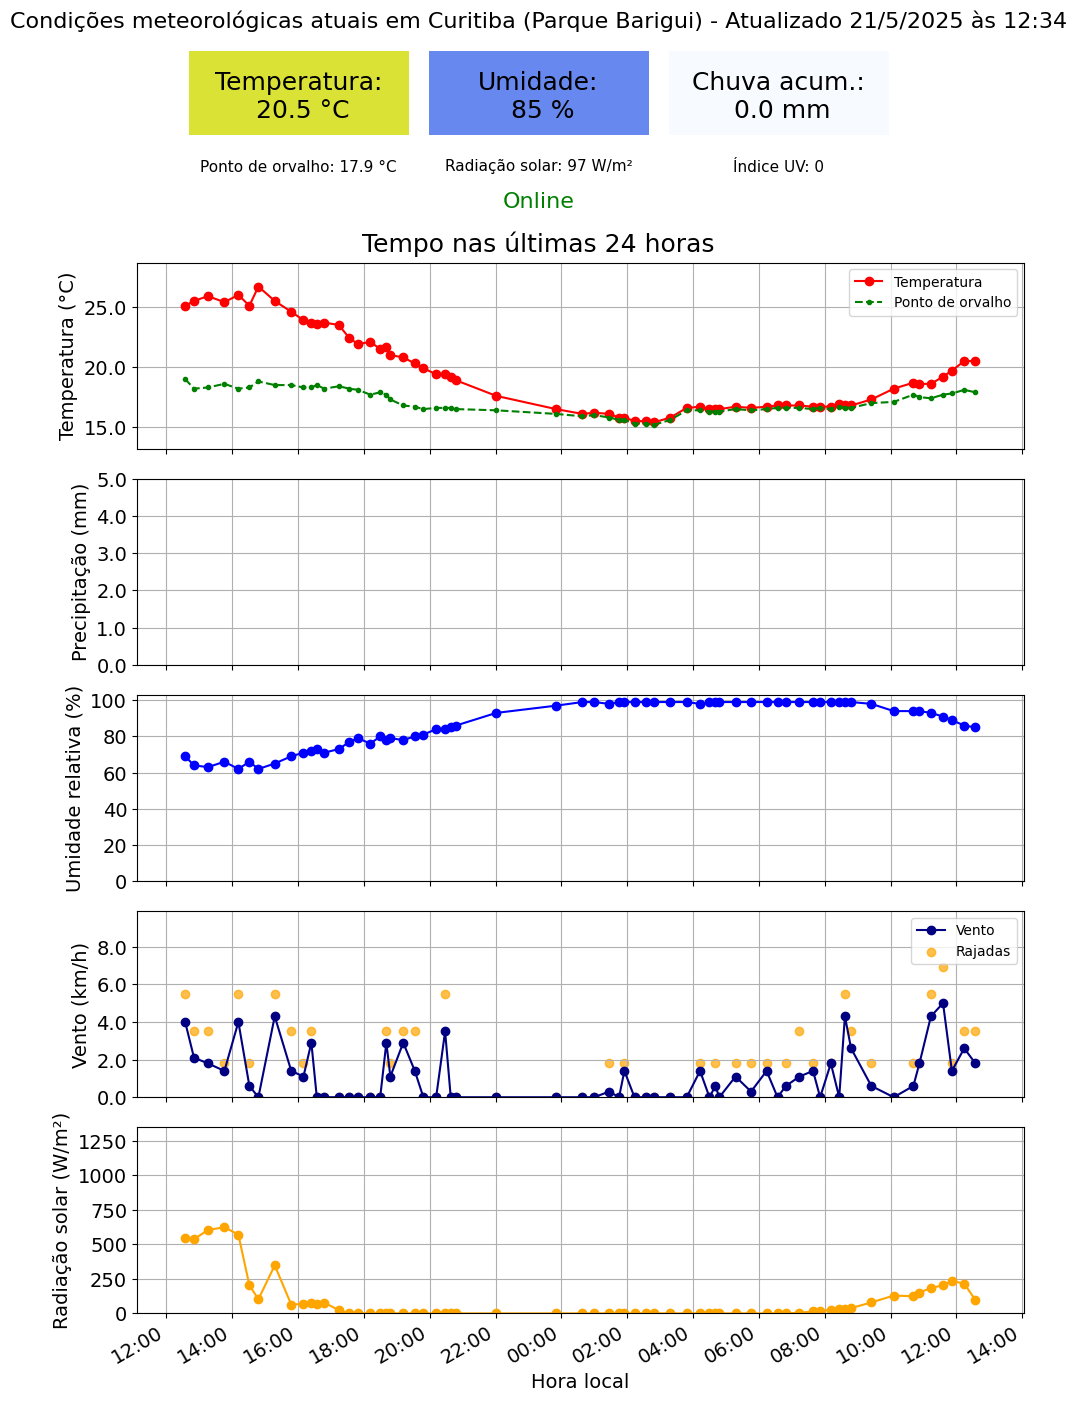 Condições meteorológicas atuais em Curitiba (Parque Barigui) - Atualizado 21/5/2025 às 12:34
Temperatura:
20.5 °C
Umidade:
85 %
Chuva acum.:
0.0 mm
Ponto de orvalho: 17.9 °C
Radiação solar: 97 W/m²
Índice UV: 0
Online
Tempo nas últimas 24 horas
Temperatura (°C)
25.0
20.0
15.0
Temperatura
Ponto de orvalho
Precipitação (mm)
5.0
4.0
3.0
2.0
1.0
0.0
Umidade relativa (%)
100
80
60
40
20
0
Vento (km/h)
8.0
6.0
4.0
2.0
0.0
Vento
Rajadas
Radiação solar (W/m²)
1250
1000
750
500
250
0
12:00
14:00
16:00
18:00
20:00
22:00
00:00
02:00
04:00
06:00
08:00
10:00
12:00
14:00
Hora local